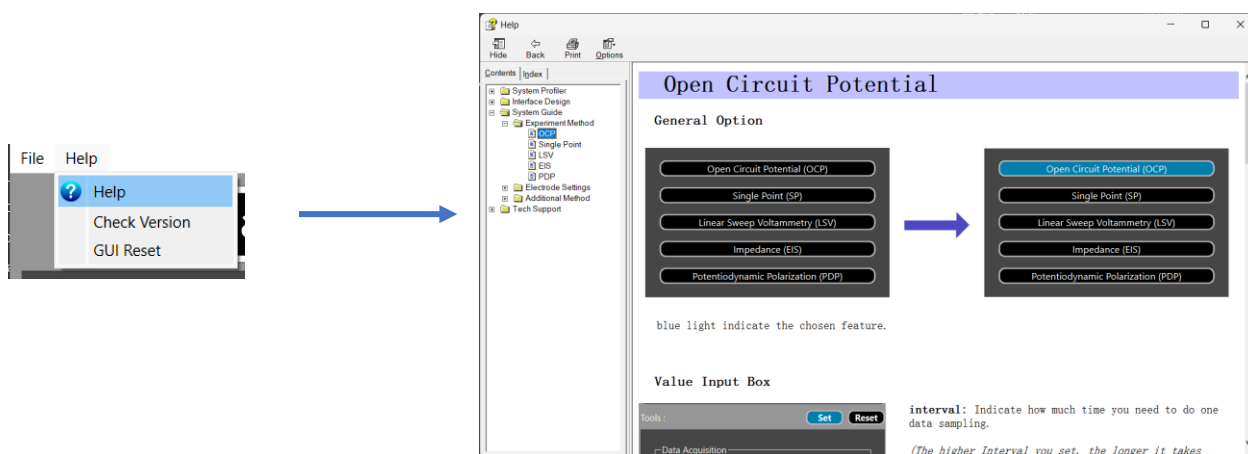 File Help
Help
Check Version
GUI Reset
Help
Hide Back Print Options
Contents Index
System Profiler
Interface Design
System Guide
Experiment Method
OCP
Single Point
LSV
EIS
PDP
Electrode Settings
Additional Method
Tech Support
Open Circuit Potential
General Option
Open Circuit Potential (OCP)
Single Point (SP)
Linear Sweep Voltammetry (LSV)
Impedance (EIS)
Potentiodynamic Polarization (PDP)
Open Circuit Potential (OCP)
Single Point (SP)
Linear Sweep Voltammetry (LSV)
Impedance (EIS)
Potentiodynamic Polarization (PDP)
blue light indicate the chosen feature.
Value Input Box
Tools :
Set Reset
Data Acquisition
interval: Indicate how much time you need to do one
data sampling.
(The higher Interval you set, the longer it takes